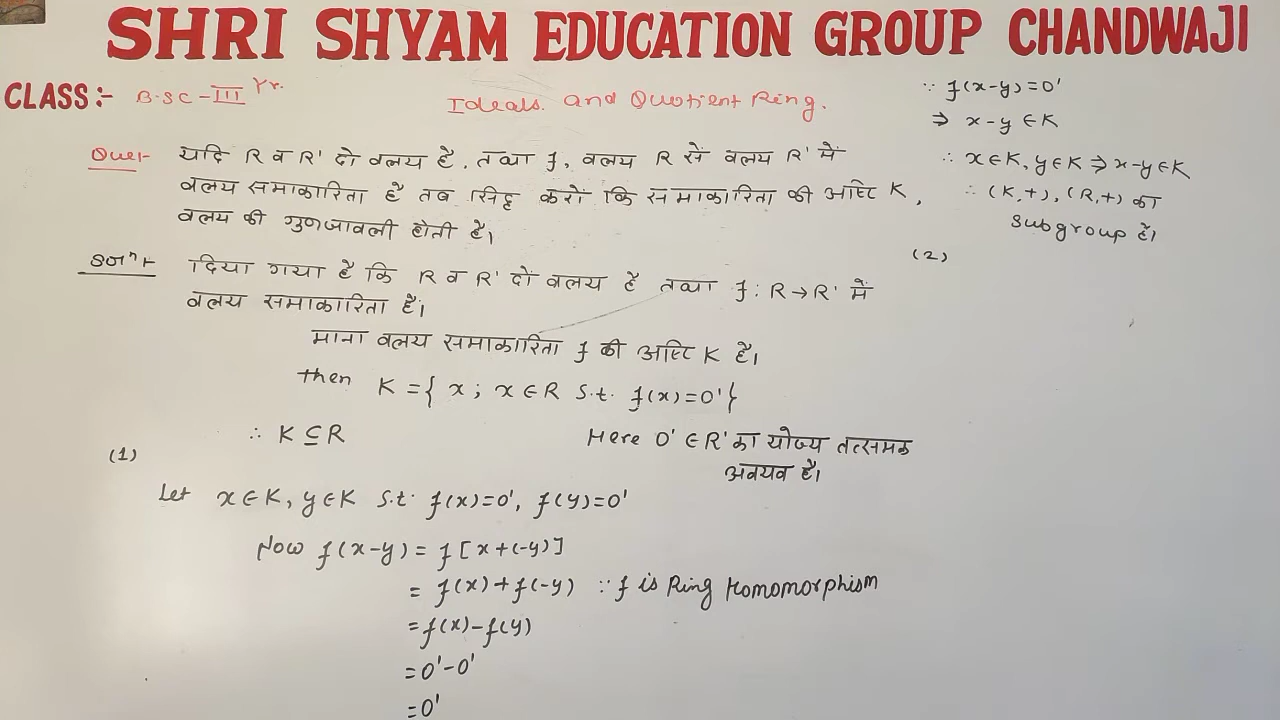 SHRI SHYAM EDUCATION GROUP CHANDWAJI
CLASS:- B.SC-III Yr.
Ideals and Quotient Ring.
Que:- यदि R व R' दो वलय है, तथा f, वलय R से वलय R' में
वलय समाकारिता है तब सिद्ध करो कि समाकारिता की अष्टि K,
वलय की गुणजावली होती है।
Solⁿ:- दिया गया है कि R व R' दो वलय है तथा f: R→R' में
वलय समाकारिता है।
माना वलय समाकारिता f की अष्टि K है।
then K = { x ; x ∈ R S.t. f(x)=0' }
∴ K ⊆ R
Here 0' ∈ R' का योज्य तत्समक
अवयव है।
(1)
Let x ∈ K, y ∈ K S.t. f(x)=0', f(y)=0'
Now f(x-y) = f[x+(-y)]
= f(x)+f(-y) ∵ f is Ring Homomorphism
= f(x)-f(y)
= 0'-0'
= 0'
∵ f(x-y)=0'
⇒ x-y ∈ K
∴ x∈K, y∈K ⇒ x-y∈K
∴ (K,+), (R,+) का
Subgroup है।
(2)